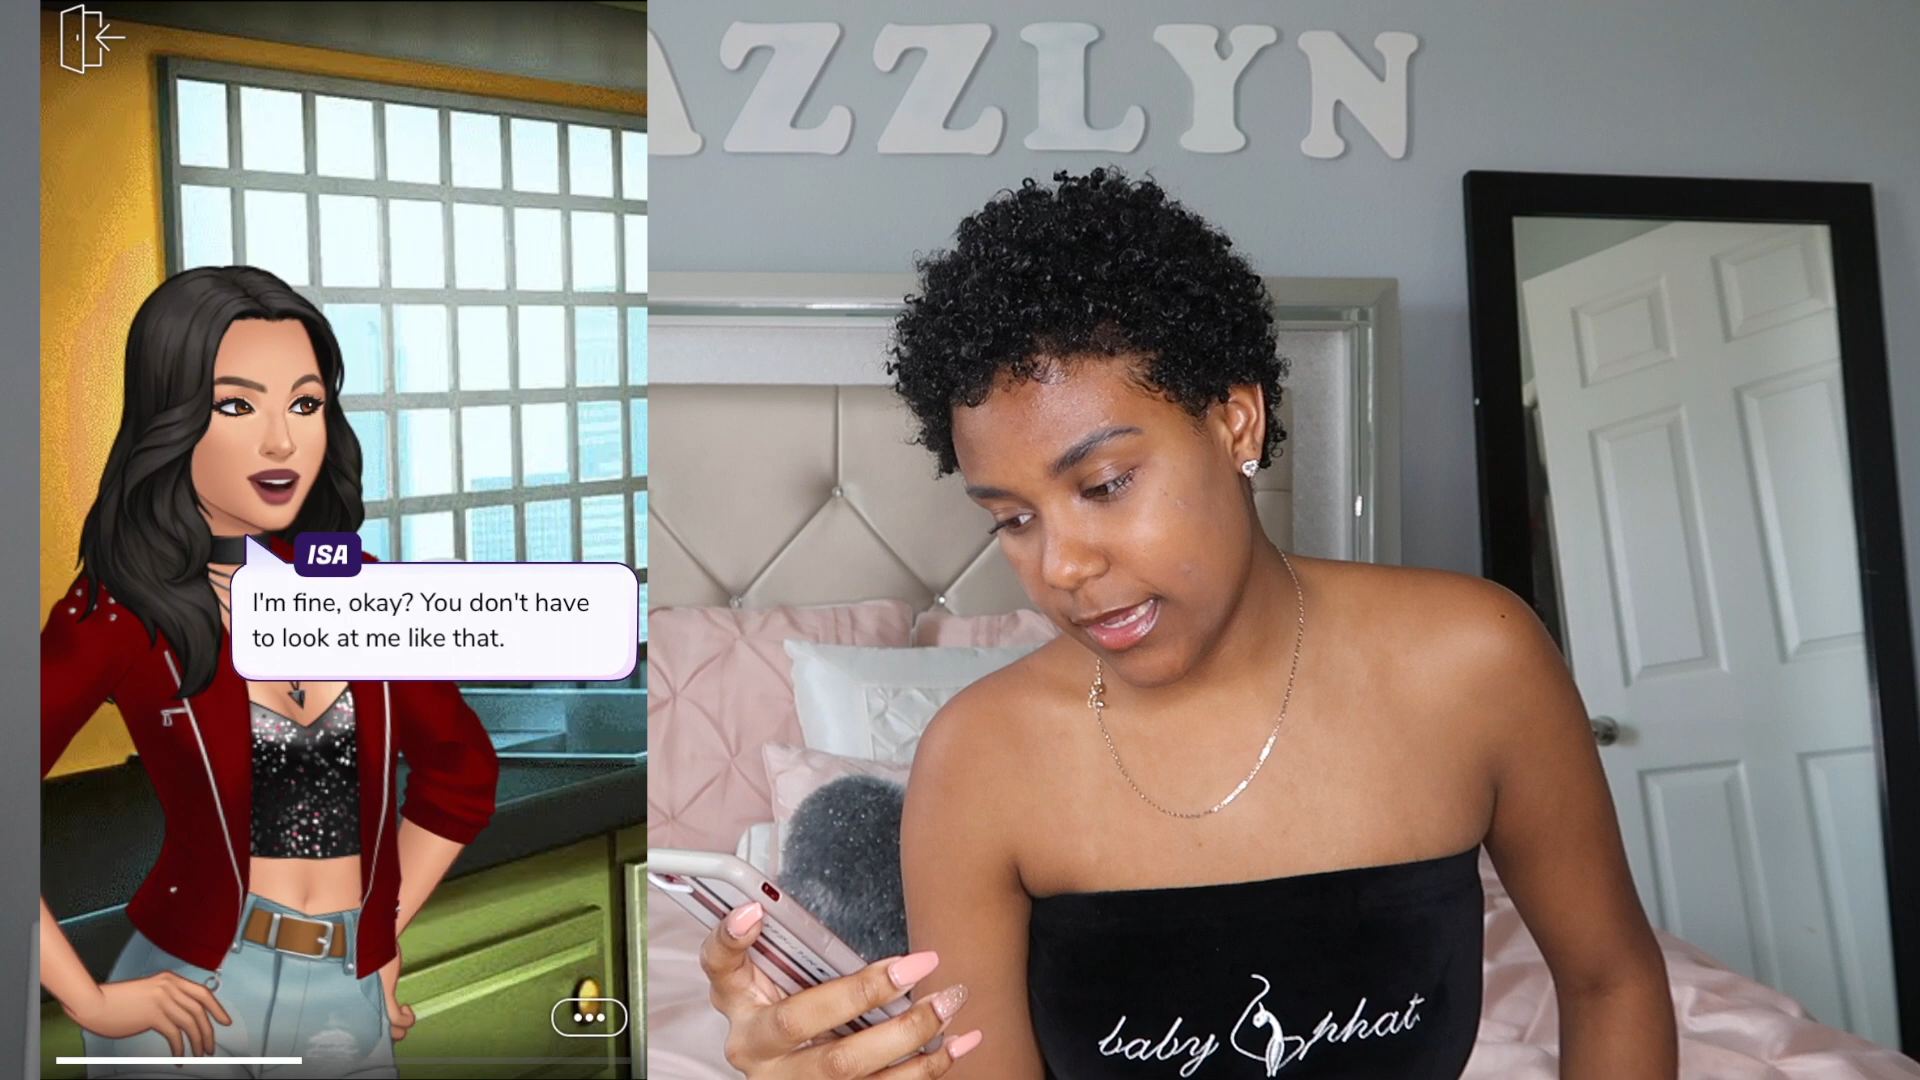 AZZLYN
ISA
I'm fine, okay? You don't have
to look at me like that.
baby phat